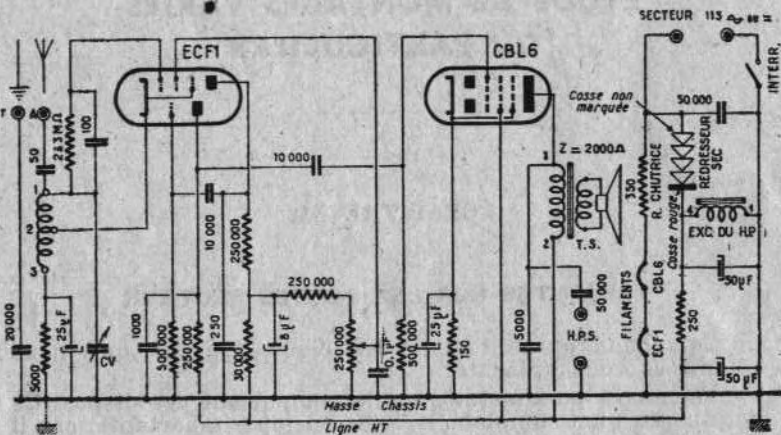 SECTEUR 115 ~ ou =
INTERR.
ECF1
CBL6
Cosse non
marquée
50 000
REDRESSEUR
SEC
T
A
2 à 3 MΩ
100
50
1
2
3
10 000
10 000
250 000
Z = 2000 Ω
1
2
T.S.
350
R. CHUTRICE
Cosse rouge
EXC. DU H.P.
FILAMENTS
CBL6
ECF1
50 µF
250
50 µF
20 000
5000
25 µF
CV
1000
500 000
250 000
250
30 000
8 µF
250 000
250 000
0,1 µF
500 000
25 µF
150
5000
50 000
H.P.S.
Masse Chassis
Ligne HT